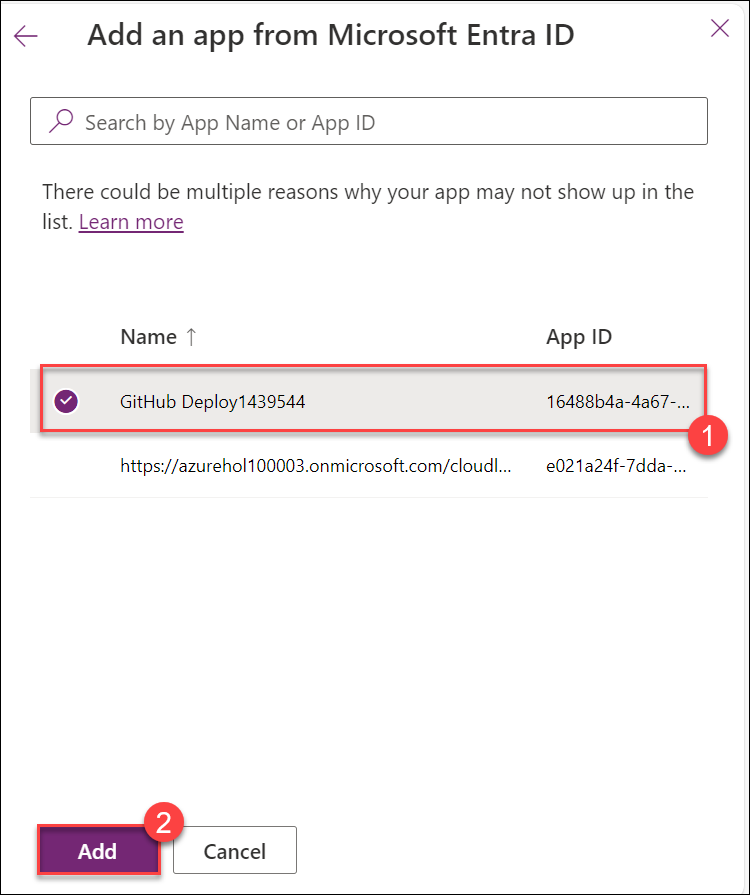 Add an app from Microsoft Entra ID
Search by App Name or App ID
There could be multiple reasons why your app may not show up in the
list. Learn more
Name ↑ App ID
GitHub Deploy1439544 16488b4a-4a67-...
1
https://azurehol100003.onmicrosoft.com/cloudl... e021a24f-7dda-...
2
Add Cancel